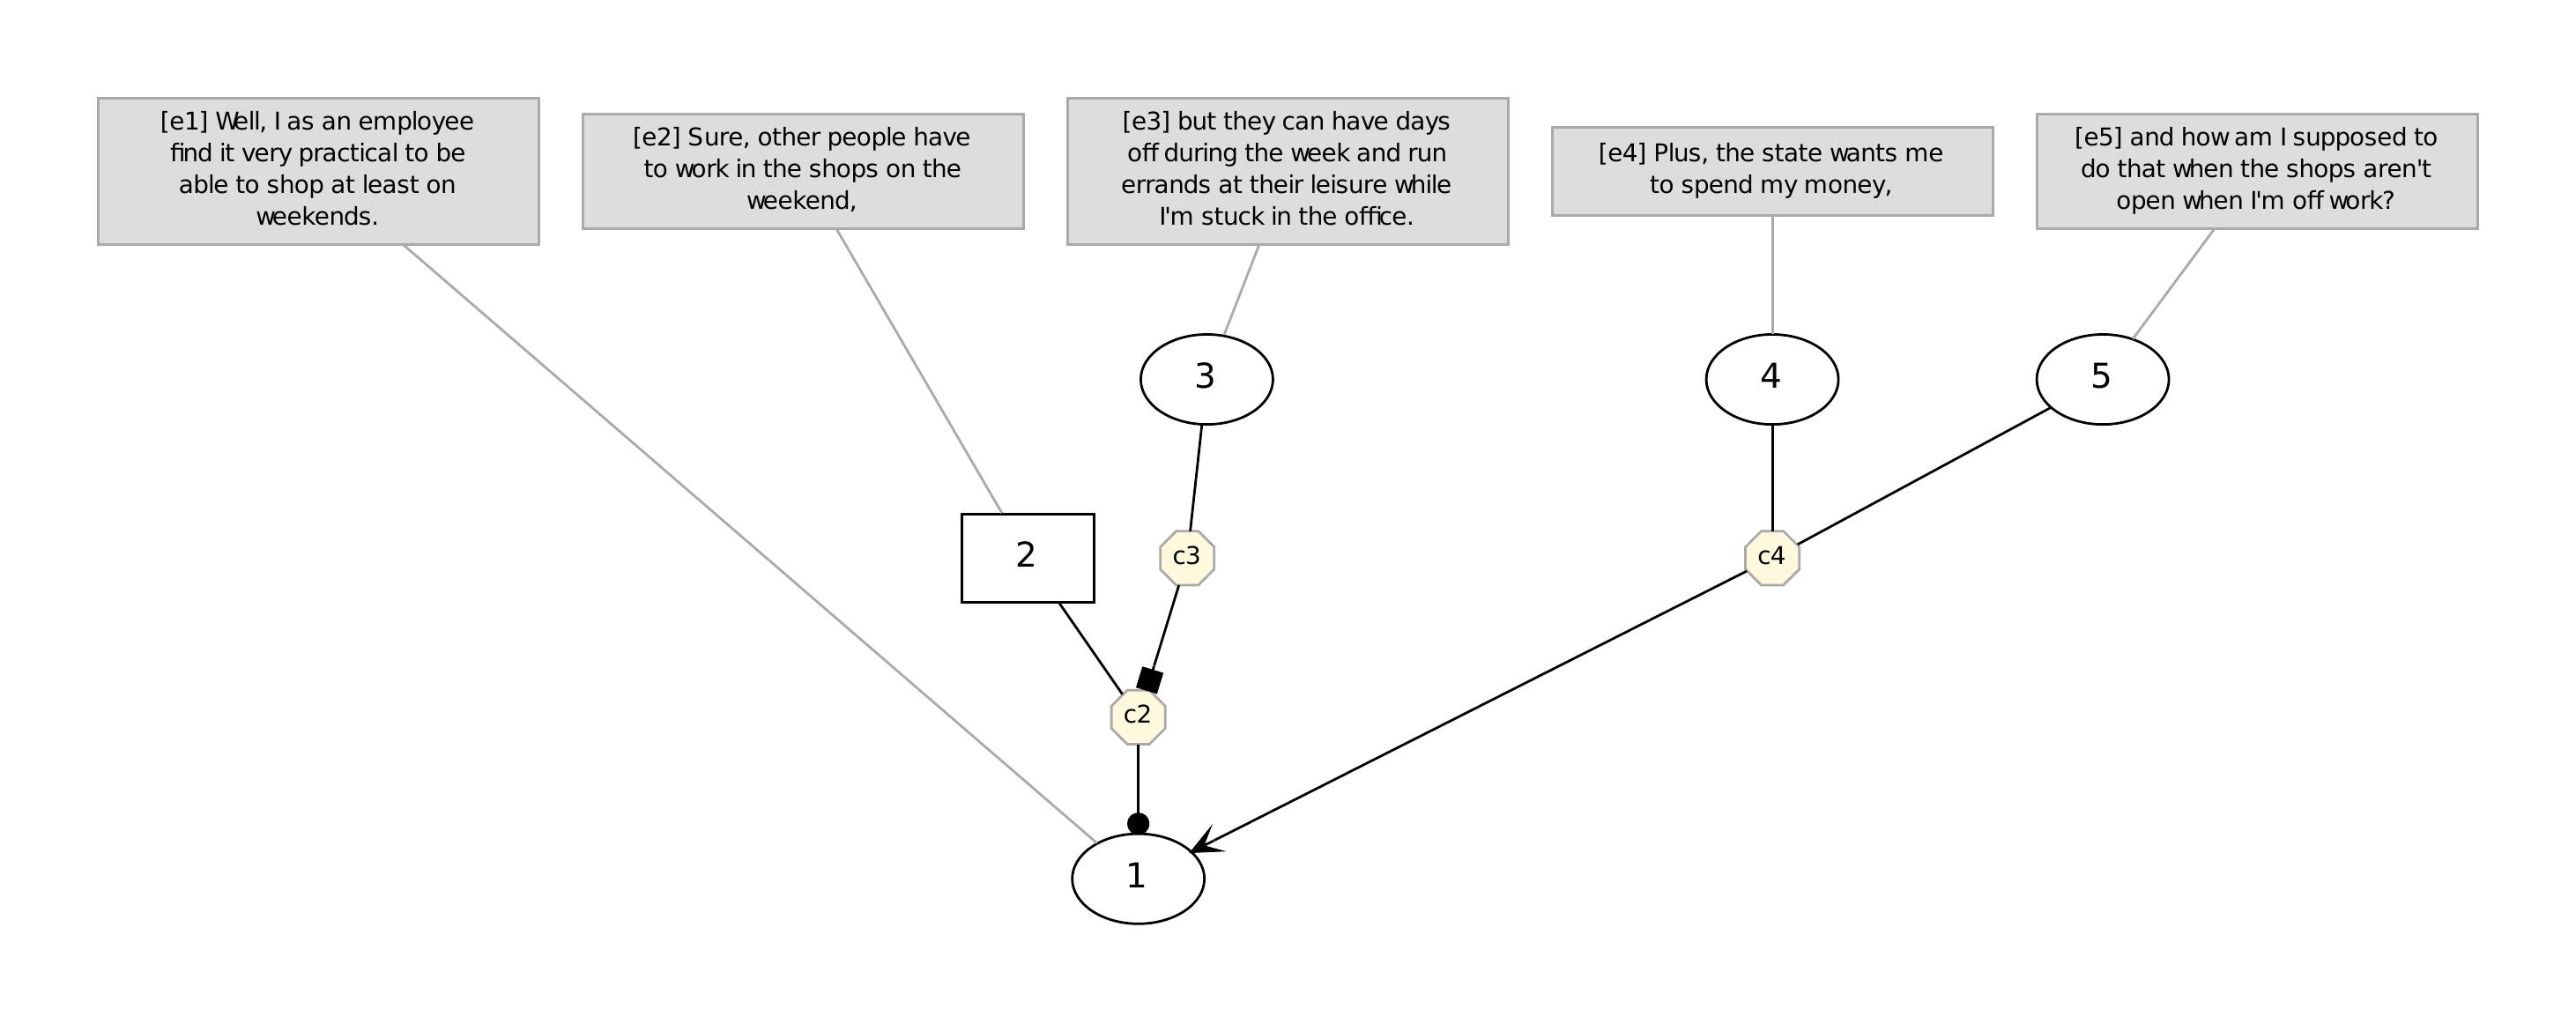 [e1] Well, I as an employee
find it very practical to be
able to shop at least on
weekends.
[e2] Sure, other people have
to work in the shops on the
weekend,
[e3] but they can have days
off during the week and run
errands at their leisure while
I'm stuck in the office.
[e4] Plus, the state wants me
to spend my money,
[e5] and how am I supposed to
do that when the shops aren't
open when I'm off work?
3
4
5
2
c3
c4
c2
1